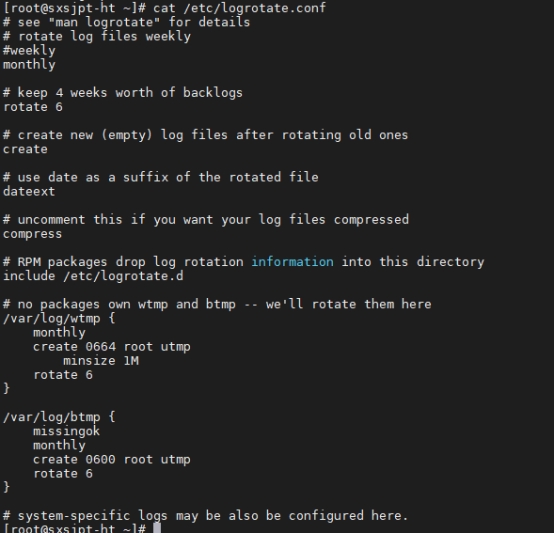 [root@sxsjpt-ht ~]# cat /etc/logrotate.conf
# see "man logrotate" for details
# rotate log files weekly
#weekly
monthly
# keep 4 weeks worth of backlogs
rotate 6
# create new (empty) log files after rotating old ones
create
# use date as a suffix of the rotated file
dateext
# uncomment this if you want your log files compressed
compress
# RPM packages drop log rotation information into this directory
include /etc/logrotate.d
# no packages own wtmp and btmp -- we'll rotate them here
/var/log/wtmp {
    monthly
    create 0664 root utmp
        minsize 1M
    rotate 6
}
/var/log/btmp {
    missingok
    monthly
    create 0600 root utmp
    rotate 6
}
# system-specific logs may be also be configured here.
[root@sxsjpt-ht ~]#